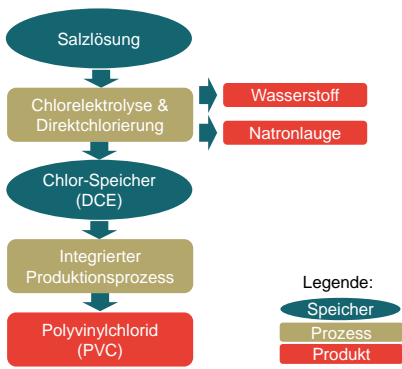 Salzlösung
Chlorelektrolyse &
Direktchlorierung
Wasserstoff
Natronlauge
Chlor-Speicher
(DCE)
Integrierter
Produktionsprozess
Polyvinylchlorid
(PVC)
Legende:
Speicher
Prozess
Produkt